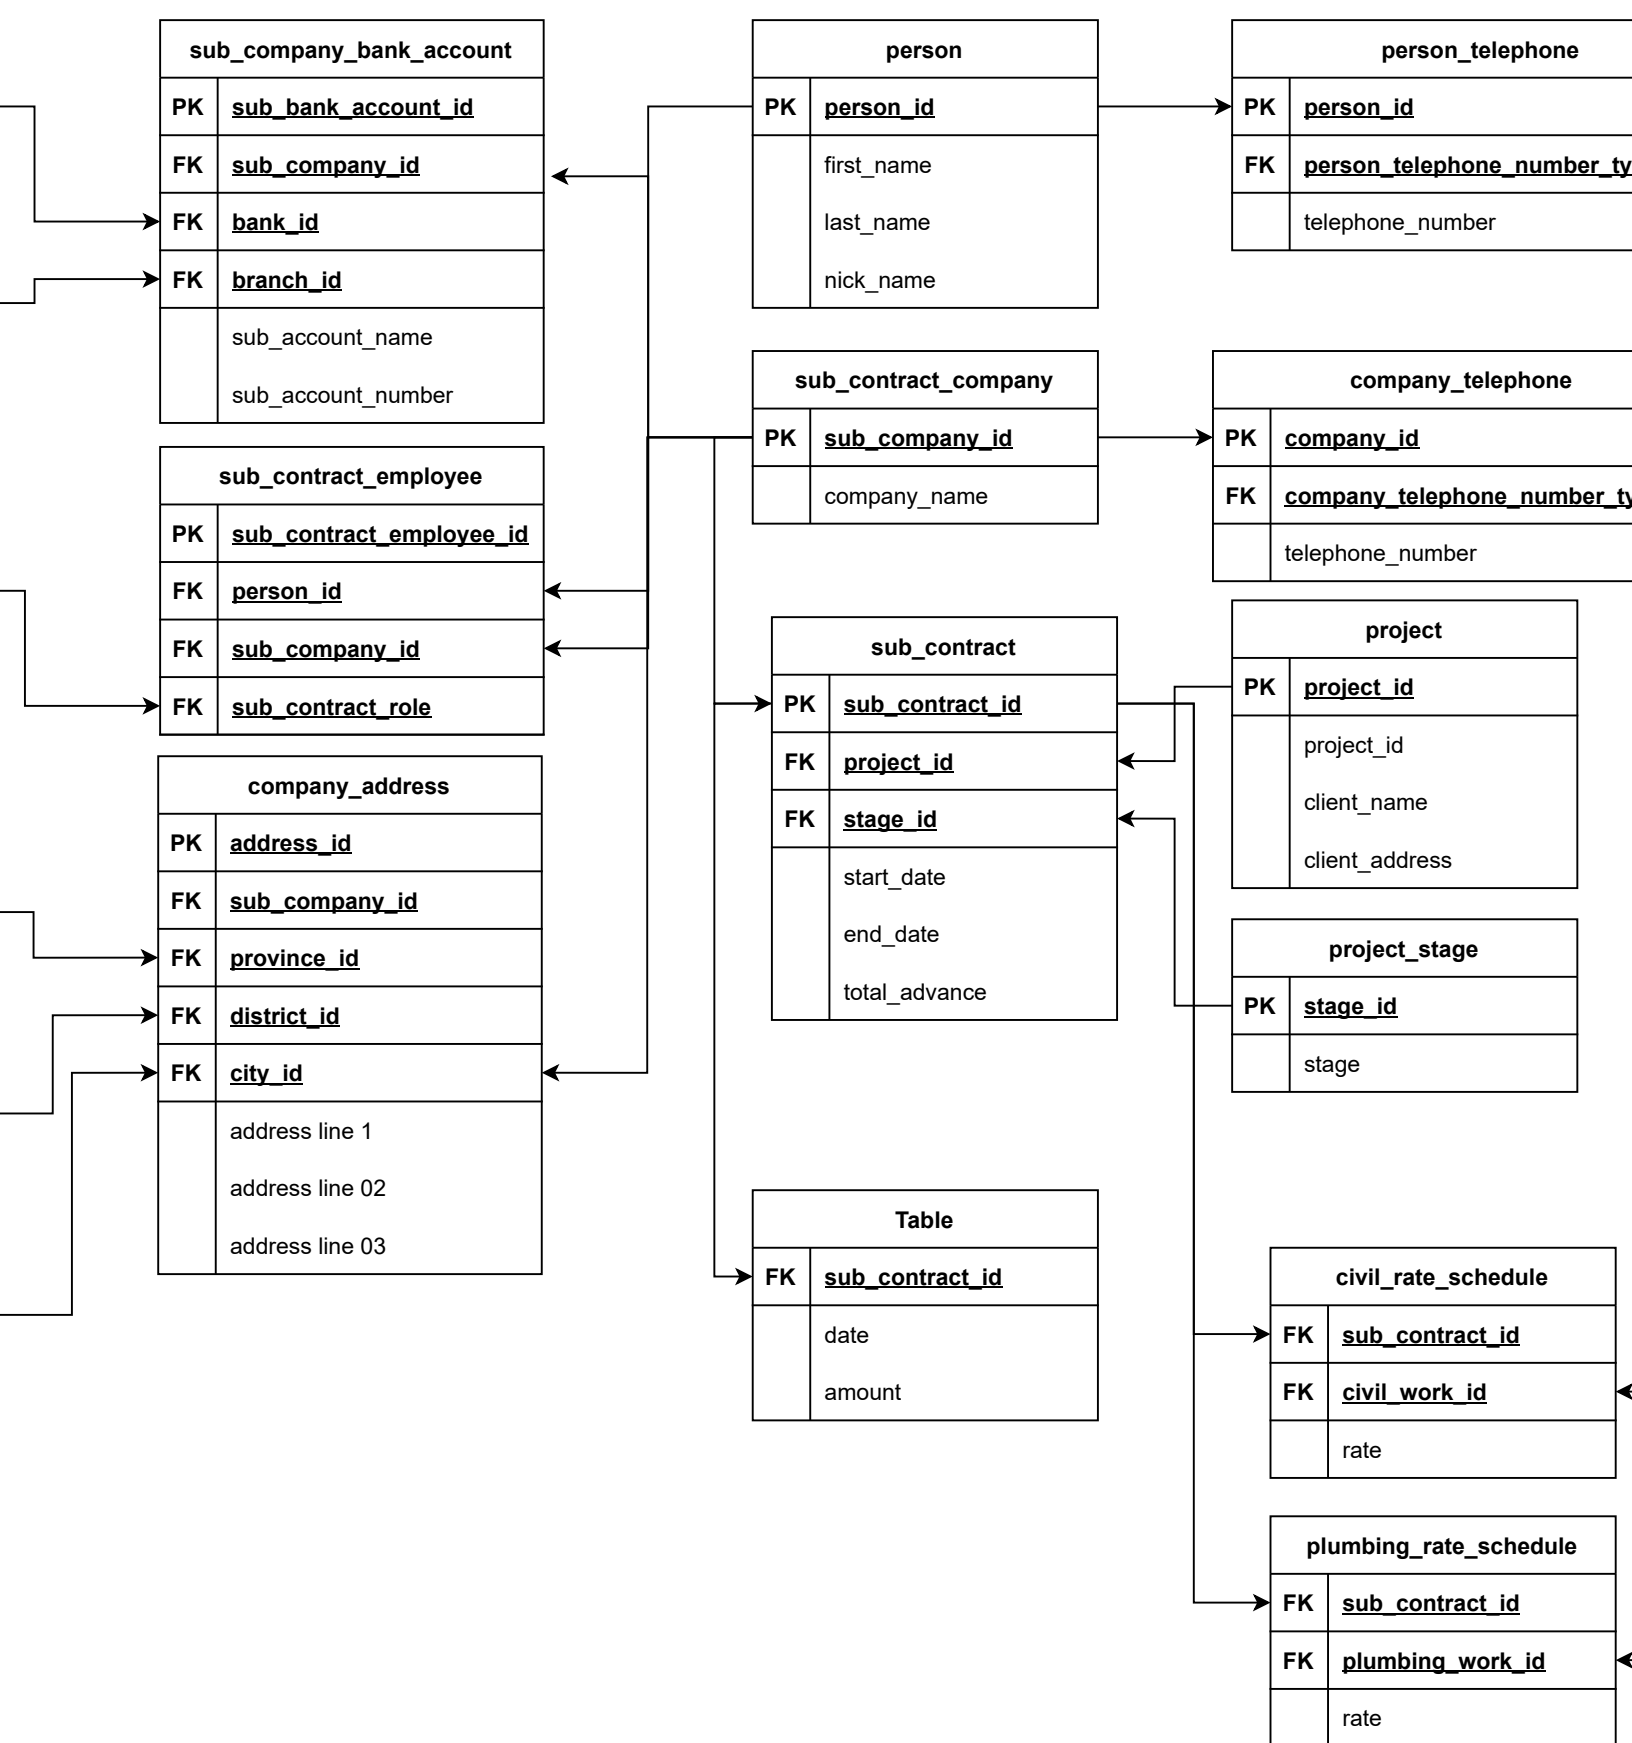 sub_company_bank_account
PK sub_bank_account_id
FK sub_company_id
FK bank_id
FK branch_id
sub_account_name
sub_account_number
sub_contract_employee
PK sub_contract_employee_id
FK person_id
FK sub_company_id
FK sub_contract_role
company_address
PK address_id
FK sub_company_id
FK province_id
FK district_id
FK city_id
address line 1
address line 02
address line 03
person
PK person_id
first_name
last_name
nick_name
sub_contract_company
PK sub_company_id
company_name
sub_contract
PK sub_contract_id
FK project_id
FK stage_id
start_date
end_date
total_advance
Table
FK sub_contract_id
date
amount
person_telephone
PK person_id
FK person_telephone_number_ty
telephone_number
company_telephone
PK company_id
FK company_telephone_number_ty
telephone_number
project
PK project_id
project_id
client_name
client_address
project_stage
PK stage_id
stage
civil_rate_schedule
FK sub_contract_id
FK civil_work_id
rate
plumbing_rate_schedule
FK sub_contract_id
FK plumbing_work_id
rate